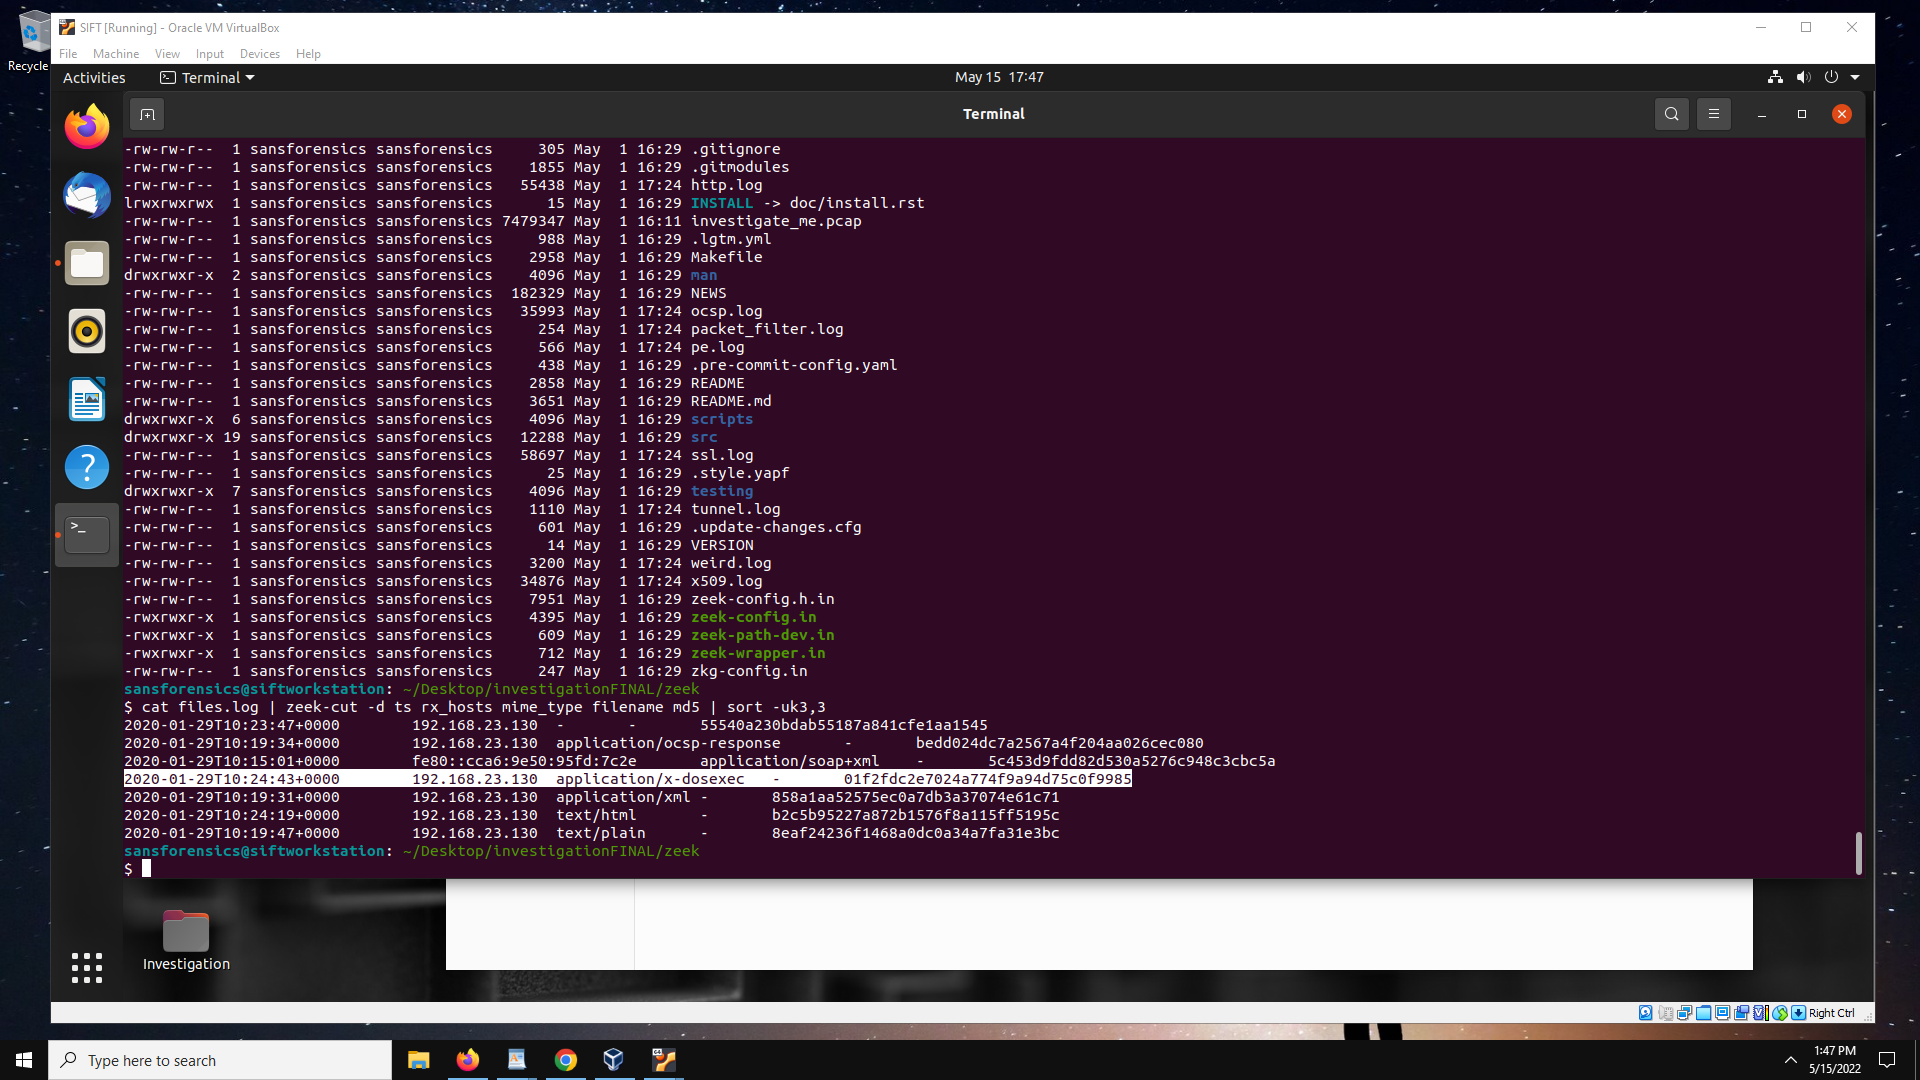 Recycle
SIFT [Running] - Oracle VM VirtualBox
File Machine View Input Devices Help
Activities Terminal May 15 17:47
Terminal
-rw-rw-r-- 1 sansforensics sansforensics 305 May 1 16:29 .gitignore
-rw-rw-r-- 1 sansforensics sansforensics 1855 May 1 16:29 .gitmodules
-rw-rw-r-- 1 sansforensics sansforensics 55438 May 1 17:24 http.log
lrwxrwxrwx 1 sansforensics sansforensics 15 May 1 16:29 INSTALL -> doc/install.rst
-rw-rw-r-- 1 sansforensics sansforensics 7479347 May 1 16:11 investigate_me.pcap
-rw-rw-r-- 1 sansforensics sansforensics 988 May 1 16:29 .lgtm.yml
-rw-rw-r-- 1 sansforensics sansforensics 2958 May 1 16:29 Makefile
drwxrwxr-x 2 sansforensics sansforensics 4096 May 1 16:29 man
-rw-rw-r-- 1 sansforensics sansforensics 182329 May 1 16:29 NEWS
-rw-rw-r-- 1 sansforensics sansforensics 35993 May 1 17:24 ocsp.log
-rw-rw-r-- 1 sansforensics sansforensics 254 May 1 17:24 packet_filter.log
-rw-rw-r-- 1 sansforensics sansforensics 566 May 1 17:24 pe.log
-rw-rw-r-- 1 sansforensics sansforensics 438 May 1 16:29 .pre-commit-config.yaml
-rw-rw-r-- 1 sansforensics sansforensics 2858 May 1 16:29 README
-rw-rw-r-- 1 sansforensics sansforensics 3651 May 1 16:29 README.md
drwxrwxr-x 6 sansforensics sansforensics 4096 May 1 16:29 scripts
drwxrwxr-x 19 sansforensics sansforensics 12288 May 1 16:29 src
-rw-rw-r-- 1 sansforensics sansforensics 58697 May 1 17:24 ssl.log
-rw-rw-r-- 1 sansforensics sansforensics 25 May 1 16:29 .style.yapf
drwxrwxr-x 7 sansforensics sansforensics 4096 May 1 16:29 testing
-rw-rw-r-- 1 sansforensics sansforensics 1110 May 1 17:24 tunnel.log
-rw-rw-r-- 1 sansforensics sansforensics 601 May 1 16:29 .update-changes.cfg
-rw-rw-r-- 1 sansforensics sansforensics 14 May 1 16:29 VERSION
-rw-rw-r-- 1 sansforensics sansforensics 3200 May 1 17:24 weird.log
-rw-rw-r-- 1 sansforensics sansforensics 34876 May 1 17:24 x509.log
-rw-rw-r-- 1 sansforensics sansforensics 7951 May 1 16:29 zeek-config.h.in
-rwxrwxr-x 1 sansforensics sansforensics 4395 May 1 16:29 zeek-config.in
-rwxrwxr-x 1 sansforensics sansforensics 609 May 1 16:29 zeek-path-dev.in
-rwxrwxr-x 1 sansforensics sansforensics 712 May 1 16:29 zeek-wrapper.in
-rw-rw-r-- 1 sansforensics sansforensics 247 May 1 16:29 zkg-config.in
sansforensics@siftworkstation: ~/Desktop/investigationFINAL/zeek
$ cat files.log | zeek-cut -d ts rx_hosts mime_type filename md5 | sort -uk3,3
2020-01-29T10:23:47+0000 192.168.23.130 - - 55540a230bdab55187a841cfe1aa1545
2020-01-29T10:19:34+0000 192.168.23.130 application/ocsp-response - bedd024dc7a2567a4f204aa026cec080
2020-01-29T10:15:01+0000 fe80::cca6:9e50:95fd:7c2e application/soap+xml - 5c453d9fdd82d530a5276c948c3cbc5a
2020-01-29T10:24:43+0000 192.168.23.130 application/x-dosexec - 01f2fdc2e7024a774f9a94d75c0f9985
2020-01-29T10:19:31+0000 192.168.23.130 application/xml - 858a1aa52575ec0a7db3a37074e61c71
2020-01-29T10:24:19+0000 192.168.23.130 text/html - b2c5b95227a872b1576f8a115ff5195c
2020-01-29T10:19:47+0000 192.168.23.130 text/plain - 8eaf24236f1468a0dc0a34a7fa31e3bc
sansforensics@siftworkstation: ~/Desktop/investigationFINAL/zeek
$
Investigation
Right Ctrl
Type here to search
1:47 PM
5/15/2022